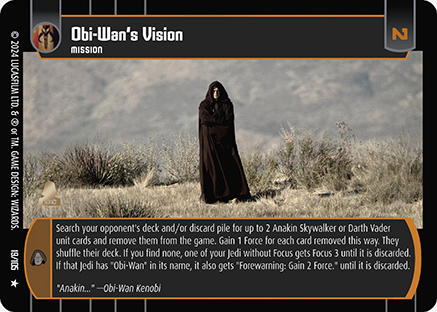 Obi-Wan's Vision
MISSION
N
© 2024 LUCASFILM LTD. & ® or TM. GAME DESIGN: WIZARDS.
Search your opponent's deck and/or discard pile for up to 2 Anakin Skywalker or Darth Vader
unit cards and remove them from the game. Gain 1 Force for each card removed this way. They
shuffle their deck. If you find none, one of your Jedi without Focus gets Focus 3 until it is discarded.
If that Jedi has "Obi-Wan" in its name, it also gets "Forewarning: Gain 2 Force." until it is discarded.
"Anakin..." —Obi-Wan Kenobi